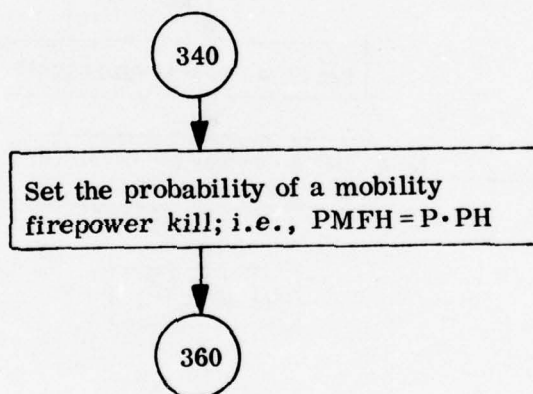 340
Set the probability of a mobility
firepower kill; i.e., PMFH = P·PH
360